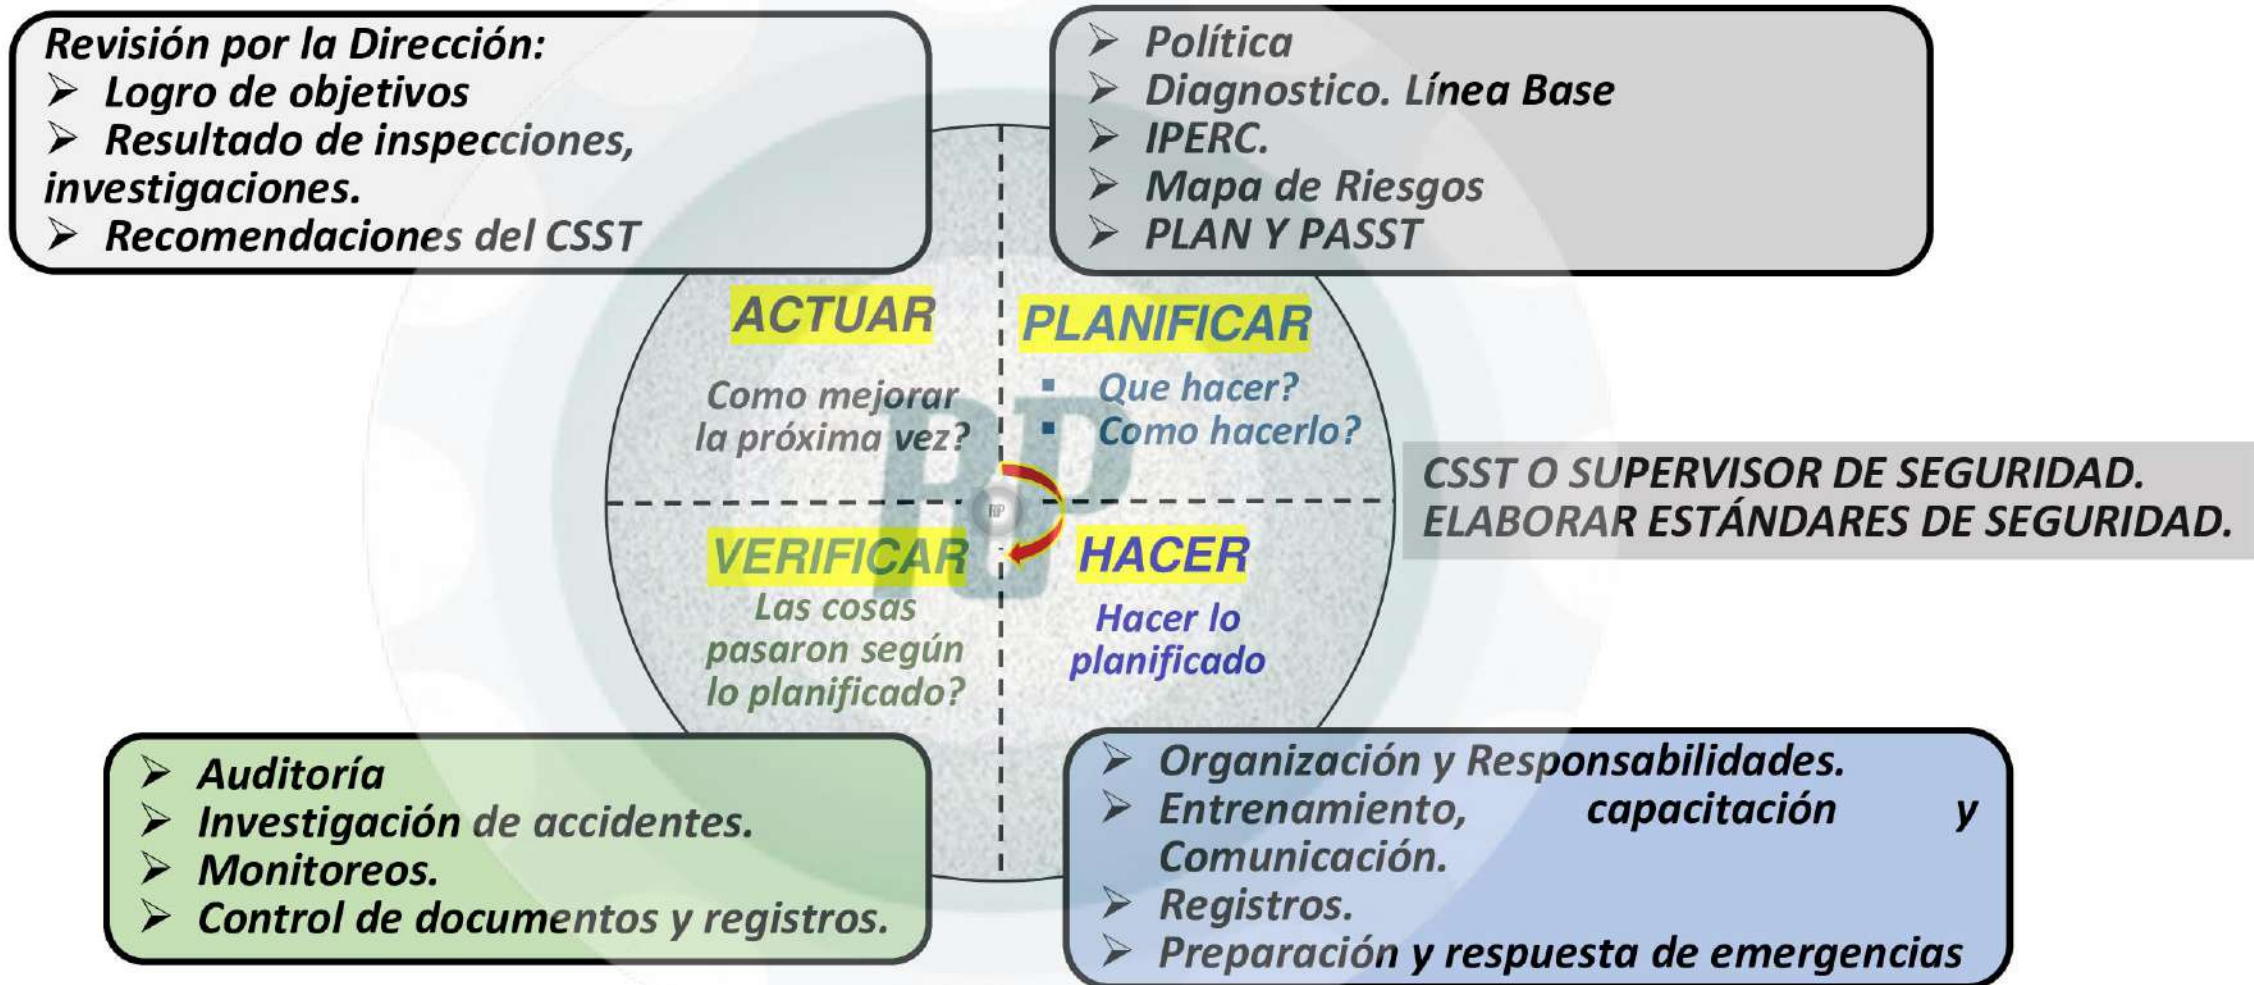 Revisión por la Dirección:
➢ Logro de objetivos
➢ Resultado de inspecciones,
investigaciones.
➢ Recomendaciones del CSST
➢ Política
➢ Diagnostico. Línea Base
➢ IPERC.
➢ Mapa de Riesgos
➢ PLAN Y PASST
ACTUAR
Como mejorar
la próxima vez?
PLANIFICAR
▪ Que hacer?
▪ Como hacerlo?
CSST O SUPERVISOR DE SEGURIDAD.
ELABORAR ESTÁNDARES DE SEGURIDAD.
VERIFICAR
Las cosas
pasaron según
lo planificado?
HACER
Hacer lo
planificado
➢ Auditoría
➢ Investigación de accidentes.
➢ Monitoreos.
➢ Control de documentos y registros.
➢ Organización y Responsabilidades.
➢ Entrenamiento, capacitación y
Comunicación.
➢ Registros.
➢ Preparación y respuesta de emergencias